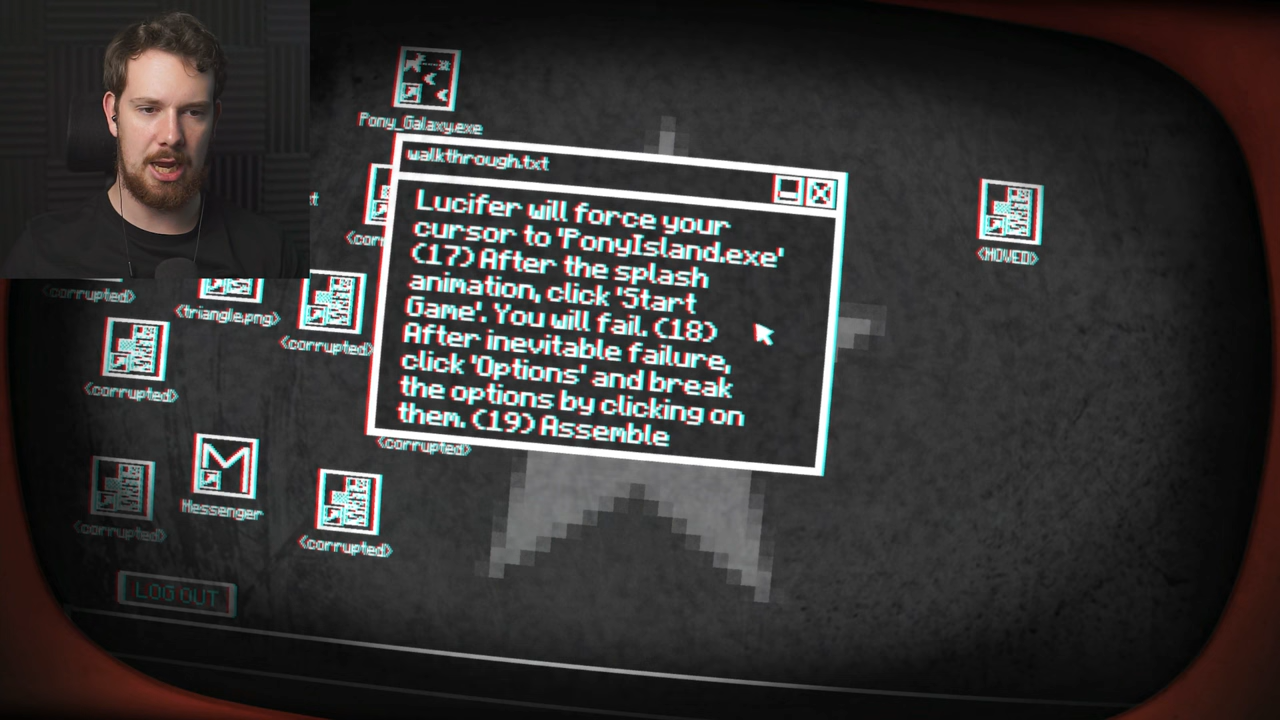 Pony_Galaxy.exe
walkthrough.txt
Lucifer will force your
cursor to 'PonyIsland.exe'
(17) After the splash
animation, click 'Start
Game'. You will fail. (18)
After inevitable failure,
click 'Options' and break
the options by clicking on
them. (19) Assemble
<MOVED>
<corrupted>
<triangle.png>
<corrupted>
<corrupted>
<corrupted>
Messenger
<corrupted>
<corrupted>
LOG OUT